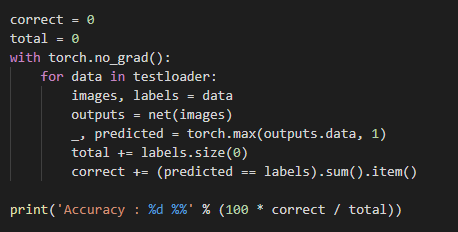 correct = 0
total = 0
with torch.no_grad():
    for data in testloader:
        images, labels = data
        outputs = net(images)
        _, predicted = torch.max(outputs.data, 1)
        total += labels.size(0)
        correct += (predicted == labels).sum().item()
print('Accuracy : %d %%' % (100 * correct / total))